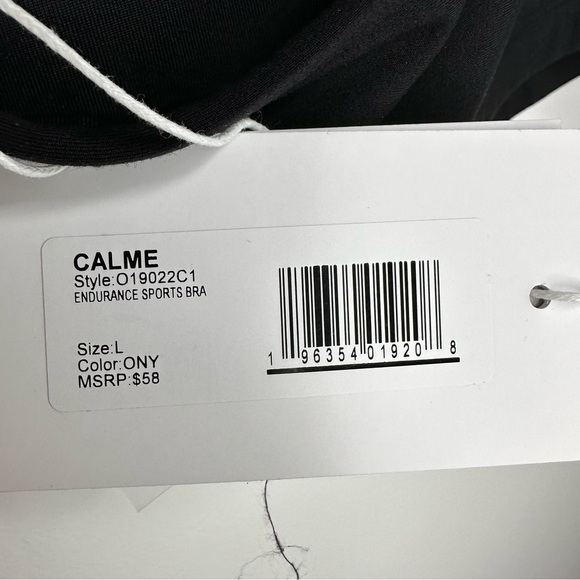 CALME
Style:O19022C1
ENDURANCE SPORTS BRA
Size:L
Color:ONY
MSRP:$58
1 96354 01920 8